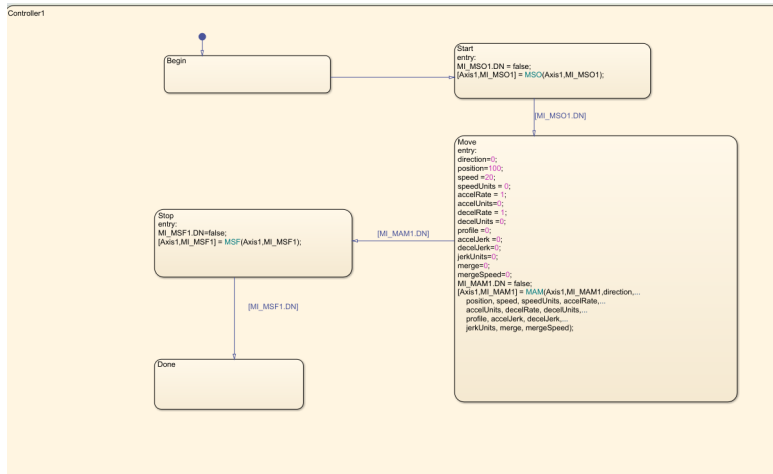 Controller1
Begin
Start
entry:
MI_MSO1.DN = false;
[Axis1,MI_MSO1] = MSO(Axis1,MI_MSO1);
[MI_MSO1.DN]
Move
entry:
direction=0;
position=100;
speed =20;
speedUnits = 0;
accelRate = 1;
accelUnits=0;
decelRate = 1;
decelUnits =0;
profile =0;
accelJerk =0;
decelJerk=0;
jerkUnits=0;
merge=0;
mergeSpeed=0;
MI_MAM1.DN = false;
[Axis1,MI_MAM1] = MAM(Axis1,MI_MAM1,direction,...
position, speed, speedUnits, accelRate,...
accelUnits, decelRate, decelUnits,...
profile, accelJerk, decelJerk,...
jerkUnits, merge, mergeSpeed);
[MI_MAM1.DN]
Stop
entry:
MI_MSF1.DN=false;
[Axis1,MI_MSF1] = MSF(Axis1,MI_MSF1);
[MI_MSF1.DN]
Done